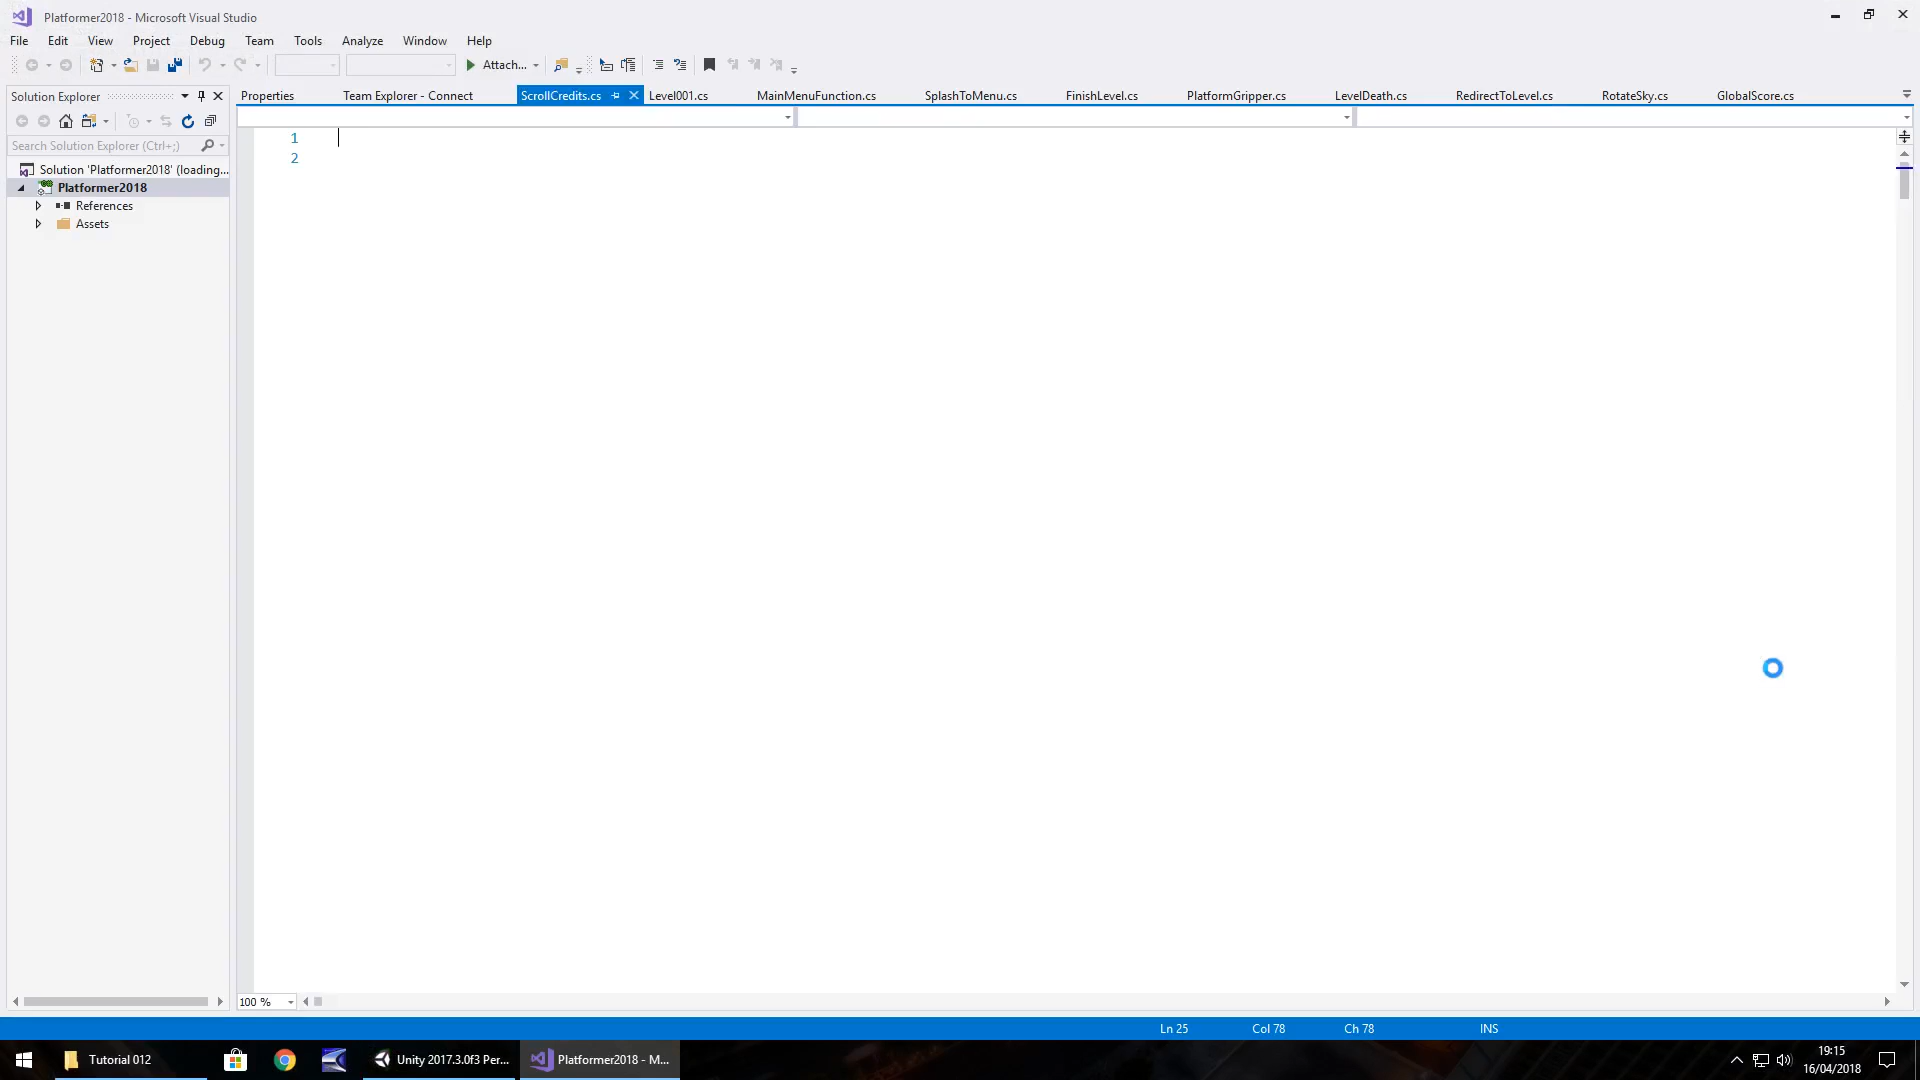 Platformer2018 - Microsoft Visual Studio
File Edit View Project Debug Team Tools Analyze Window Help
Attach...
Solution Explorer
Properties Team Explorer - Connect ScrollCredits.cs Level001.cs MainMenuFunction.cs SplashToMenu.cs FinishLevel.cs PlatformGripper.cs LevelDeath.cs RedirectToLevel.cs RotateSky.cs GlobalScore.cs
Search Solution Explorer (Ctrl+;)
Solution 'Platformer2018' (loading...
Platformer2018
References
Assets
1
2
100 %
Ln 25 Col 78 Ch 78 INS
Tutorial 012 Unity 2017.3.0f3 Per... Platformer2018 - M...
19:15
16/04/2018